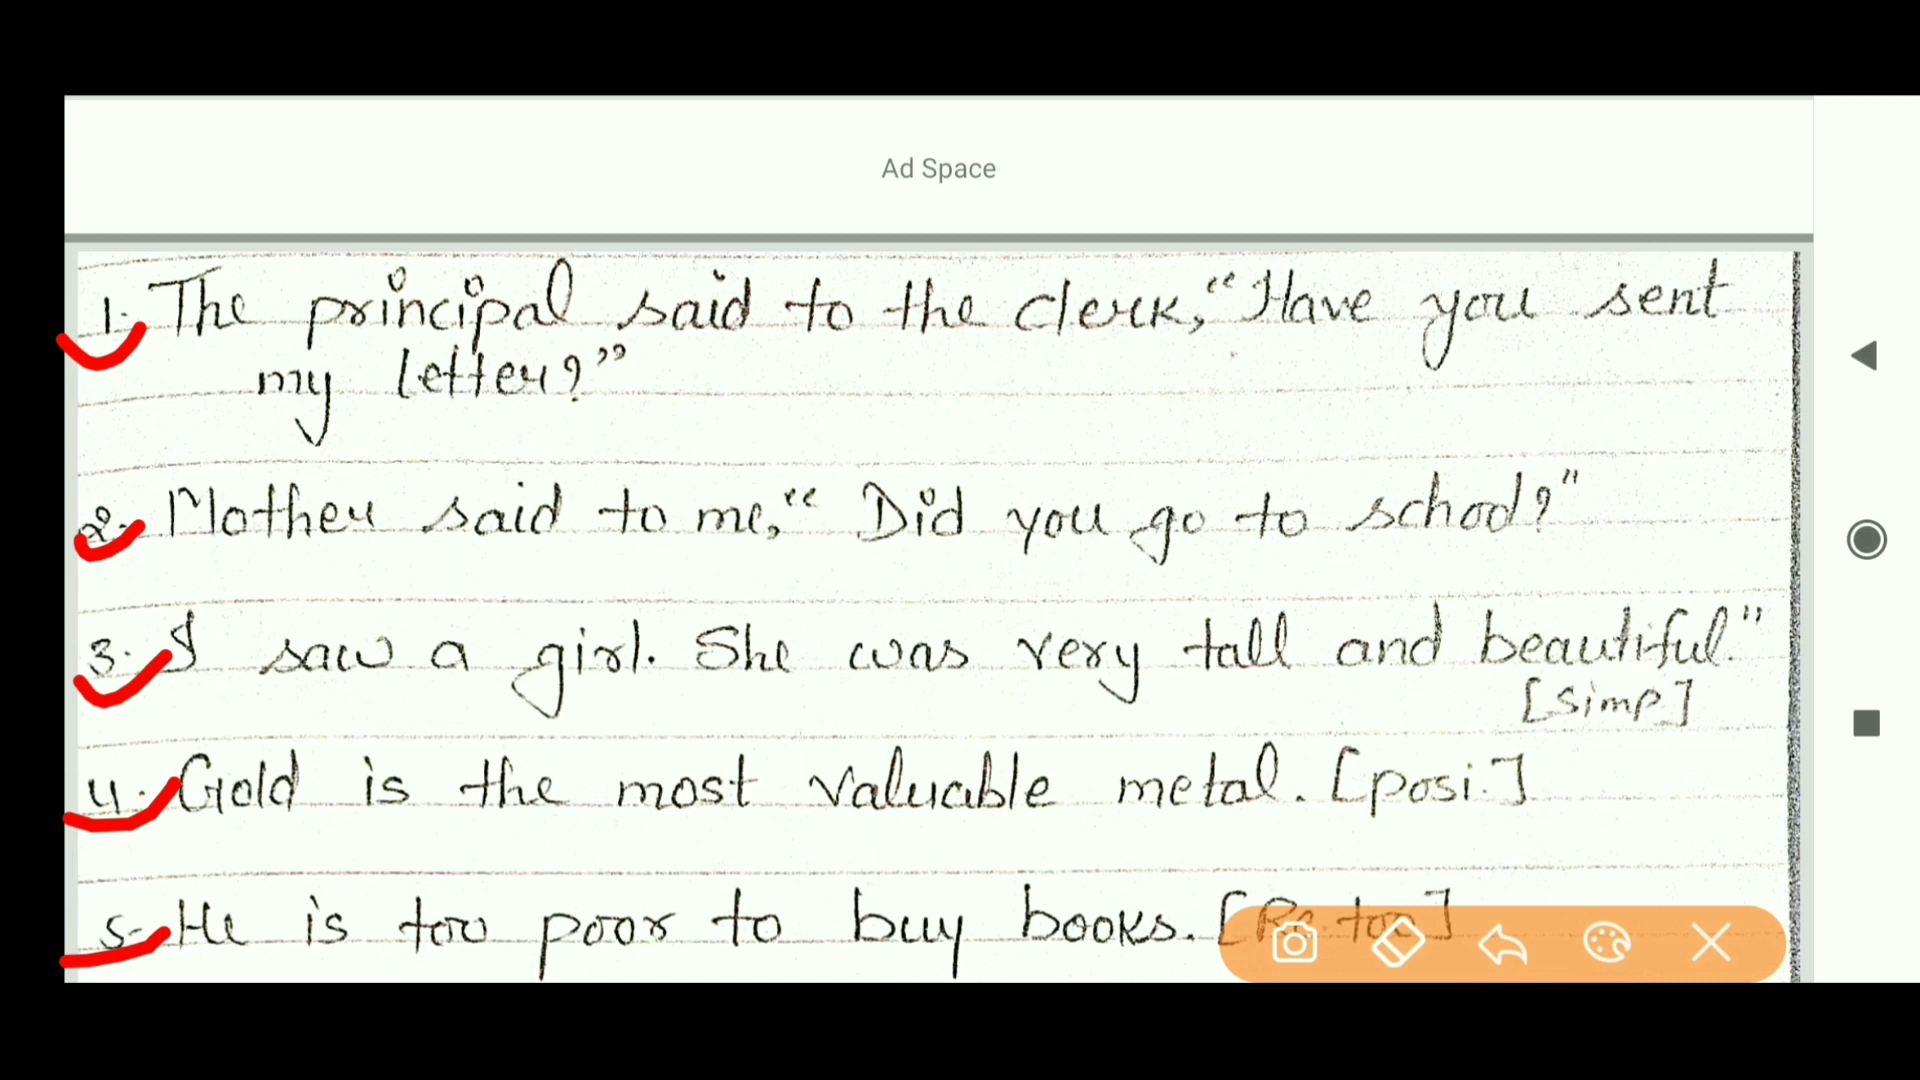 Ad Space
1. The principal said to the clerk, "Have you sent
my letter?"
2. Mother said to me, "Did you go to school?"
3. I saw a girl. She was very tall and beautiful."
[Simp]
4. Gold is the most valuable metal. [posi.]
5- He is too poor to buy books. [Re. too]